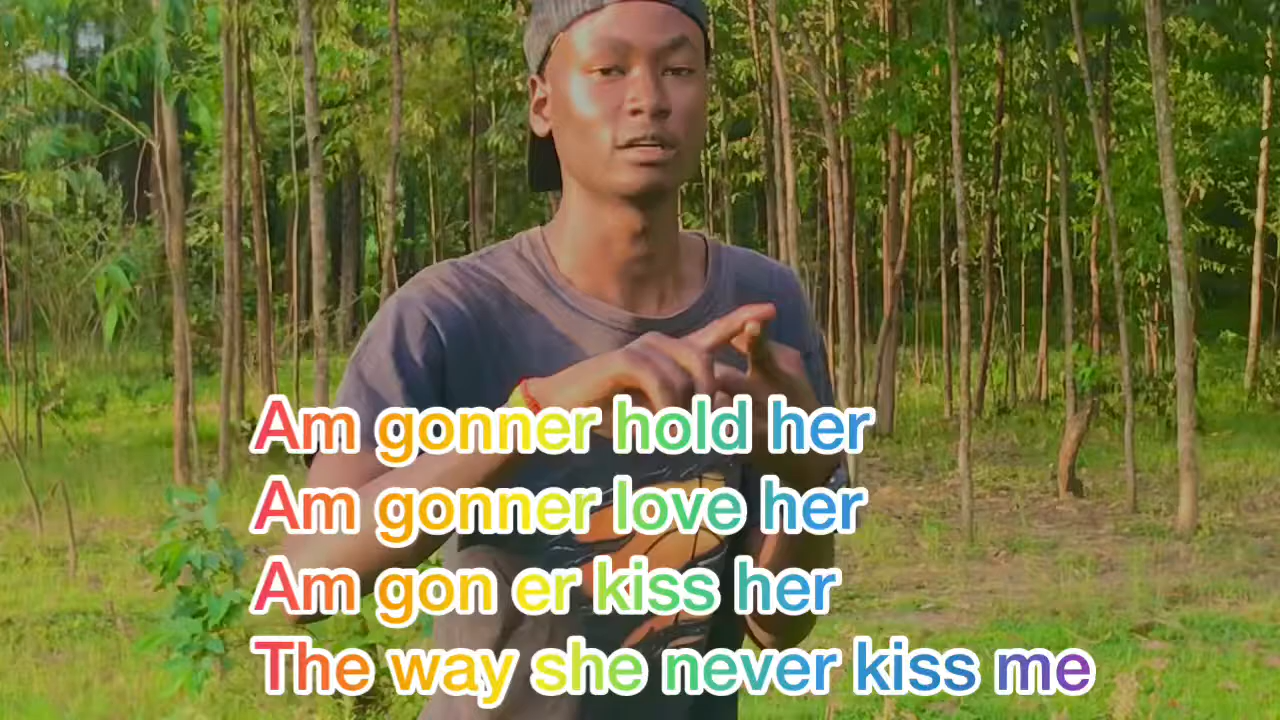 Am gonner hold her
Am gonner love her
Am gon er kiss her
The way she never kiss me